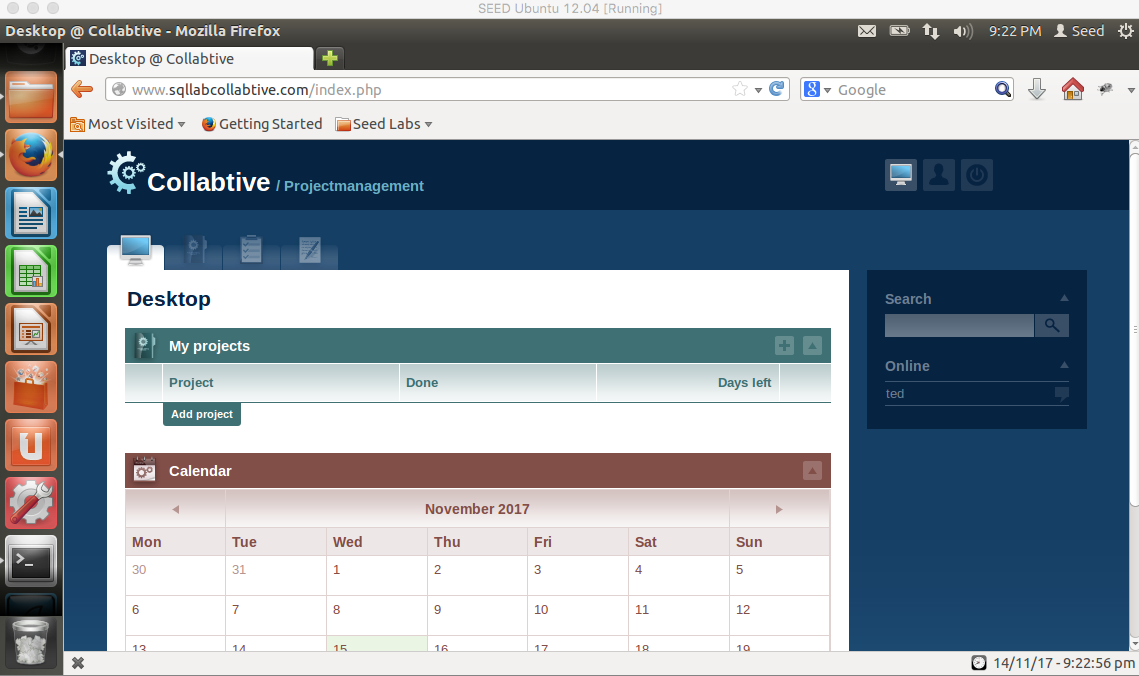 SEED Ubuntu 12.04 [Running]
Desktop @ Collabtive - Mozilla Firefox
9:22 PM Seed
Desktop @ Collabtive
www.sqllabcollabtive.com/index.php
8 Google
Most Visited Getting Started Seed Labs
Collabtive / Projectmanagement
Desktop
My projects
Project Done Days left
Add project
Calendar
November 2017
Mon Tue Wed Thu Fri Sat Sun
30 31 1 2 3 4 5
6 7 8 9 10 11 12
13 14 15 16 17 18 19
Search
Online
ted
14/11/17 - 9:22:56 pm